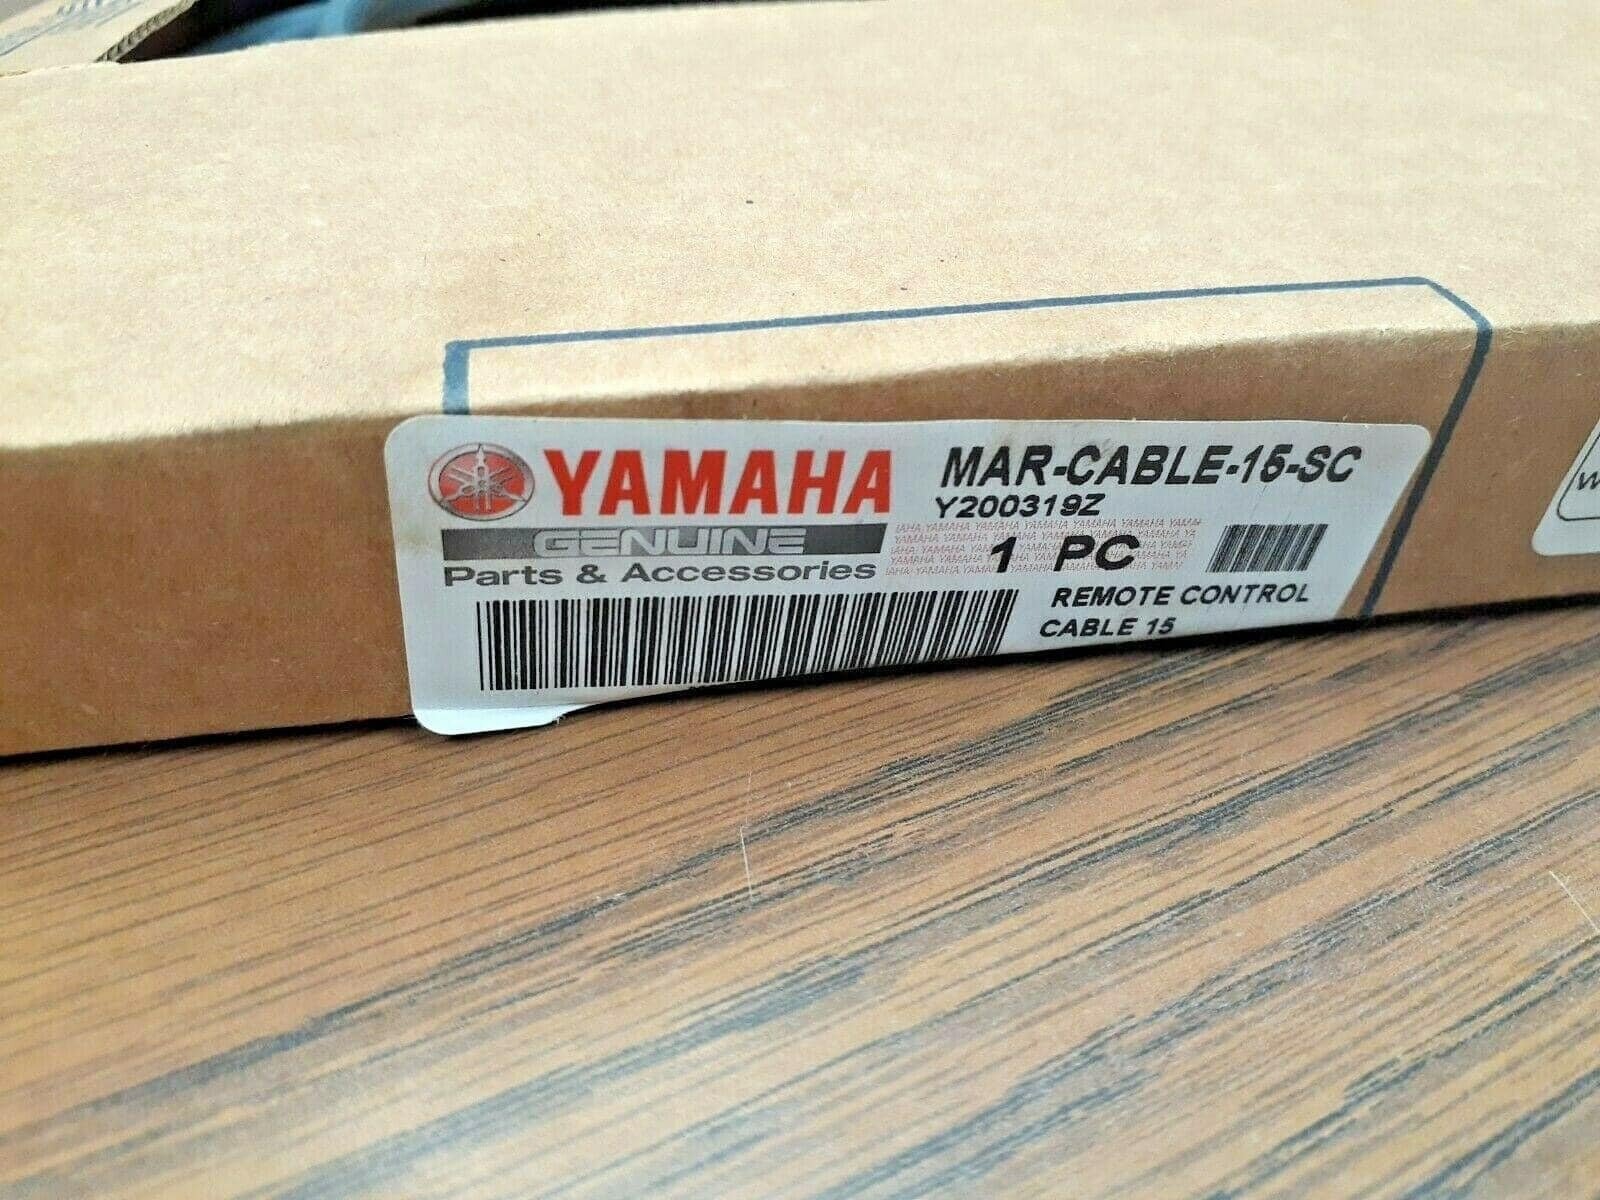 YAMAHA
GENUINE
Parts & Accessories
MAR-CABLE-15-SC
Y200319Z
1 PC
REMOTE CONTROL
CABLE 15